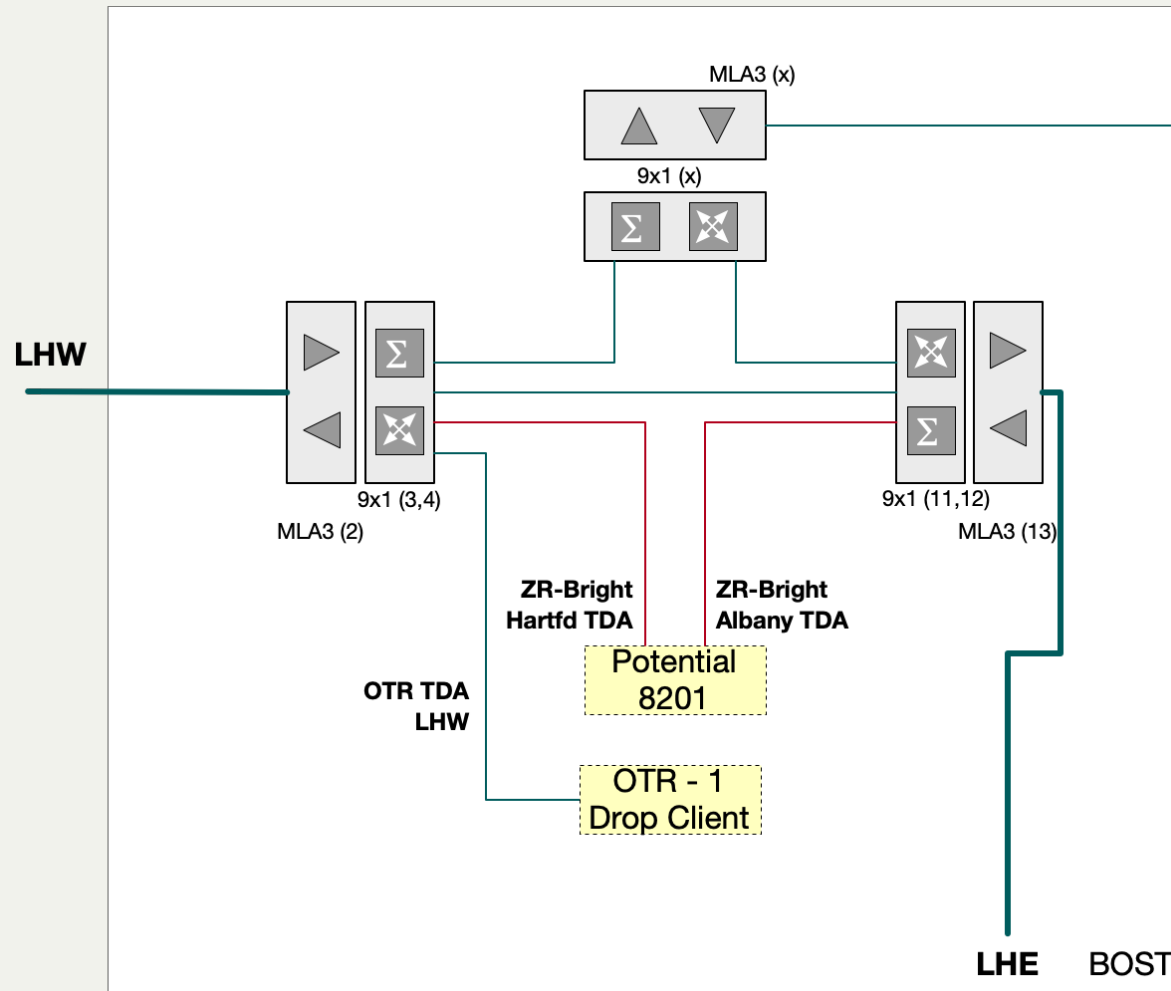 MLA3 (x)
9x1 (x)
Σ
LHW
Σ
Σ
9x1 (3,4)
9x1 (11,12)
MLA3 (2)
MLA3 (13)
ZR-Bright
Hartfd TDA
ZR-Bright
Albany TDA
Potential
8201
OTR TDA
LHW
OTR - 1
Drop Client
LHE
BOST